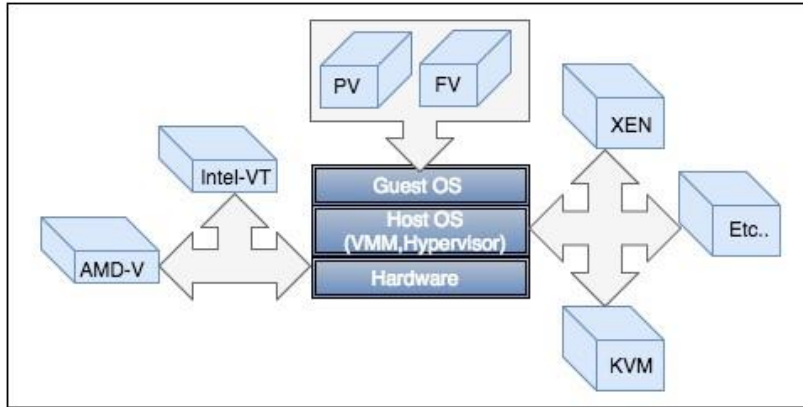 PV
FV
XEN
Intel-VT
Guest OS
Host OS
(VMM,Hypervisor)
Etc..
AMD-V
Hardware
KVM